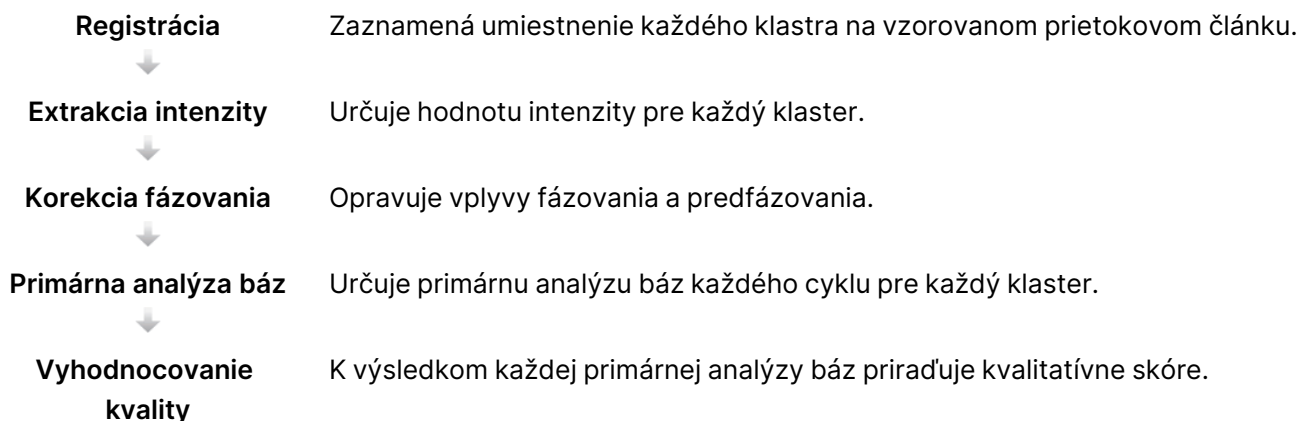 Registrácia Zaznamená umiestnenie každého klastra na vzorovanom prietokovom článku.
Extrakcia intenzity Určuje hodnotu intenzity pre každý klaster.
Korekcia fázovania Opravuje vplyvy fázovania a predfázovania.
Primárna analýza báz Určuje primárnu analýzu báz každého cyklu pre každý klaster.
Vyhodnocovanie K výsledkom každej primárnej analýzy báz priraďuje kvalitatívne skóre.
kvality